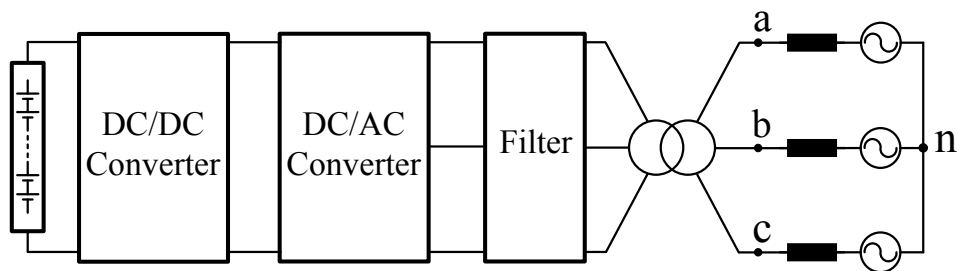 DC/DC
Converter
DC/AC
Converter
Filter
a
b
c
n